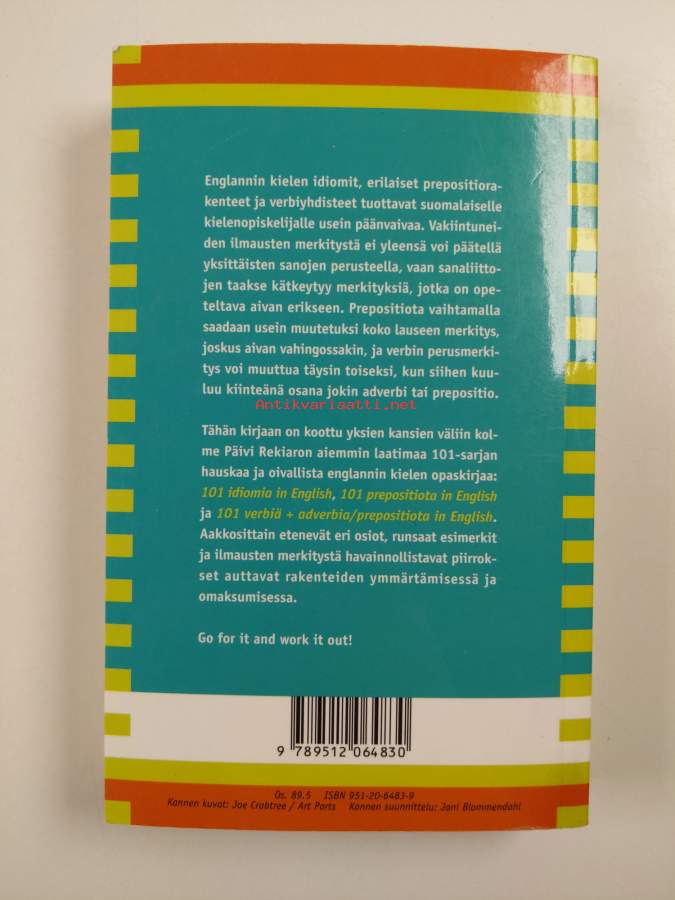 Englannin kielen idiomit, erilaiset prepositiora-
kenteet ja verbiyhdisteet tuottavat suomalaiselle
kielenopiskelijalle usein päänvaivaa. Vakiintunei-
den ilmausten merkitystä ei yleensä voi päätellä
yksittäisten sanojen perusteella, vaan sanaliitto-
jen taakse kätkeytyy merkityksiä, jotka on ope-
teltava aivan erikseen. Prepositiota vaihtamalla
saadaan usein muutetuksi koko lauseen merkitys,
joskus aivan vahingossakin, ja verbin perusmerki-
tys voi muuttua täysin toiseksi, kun siihen kuu-
luu kiinteänä osana jokin adverbi tai prepositio.
Antikvariaatti.net
Tähän kirjaan on koottu yksien kansien väliin kol-
me Päivi Rekiaron aiemmin laatimaa 101-sarjan
hauskaa ja oivallista englannin kielen opaskirjaa:
101 idiomia in English, 101 prepositiota in English
ja 101 verbiä + adverbia/prepositiota in English.
Aakkosittain etenevät eri osiot, runsaat esimerkit
ja ilmausten merkitystä havainnollistavat piirrok-
set auttavat rakenteiden ymmärtämisessä ja
omaksumisessa.
Go for it and work it out!
9 789512 064830
Os. 89.5 ISBN 951-20-6483-9
Kannen kuvat: Joe Crabtree / Art Parts Kannen suunnittelu: Jani Blommendahl